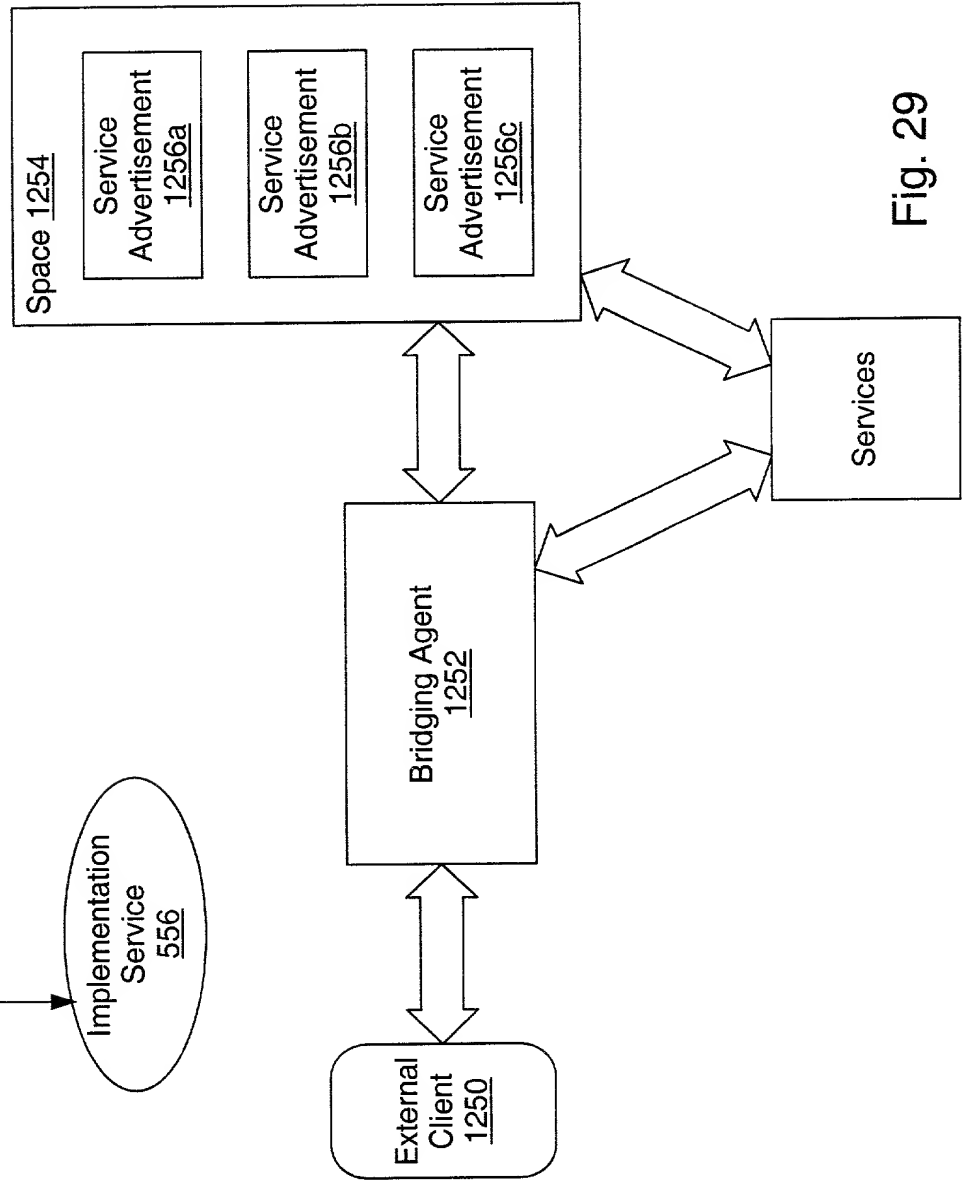 Implementation
Service
556
External
Client
1250
Bridging Agent
1252
Space 1254
Service
Advertisement
1256a
Service
Advertisement
1256b
Service
Advertisement
1256c
Services
Fig. 29